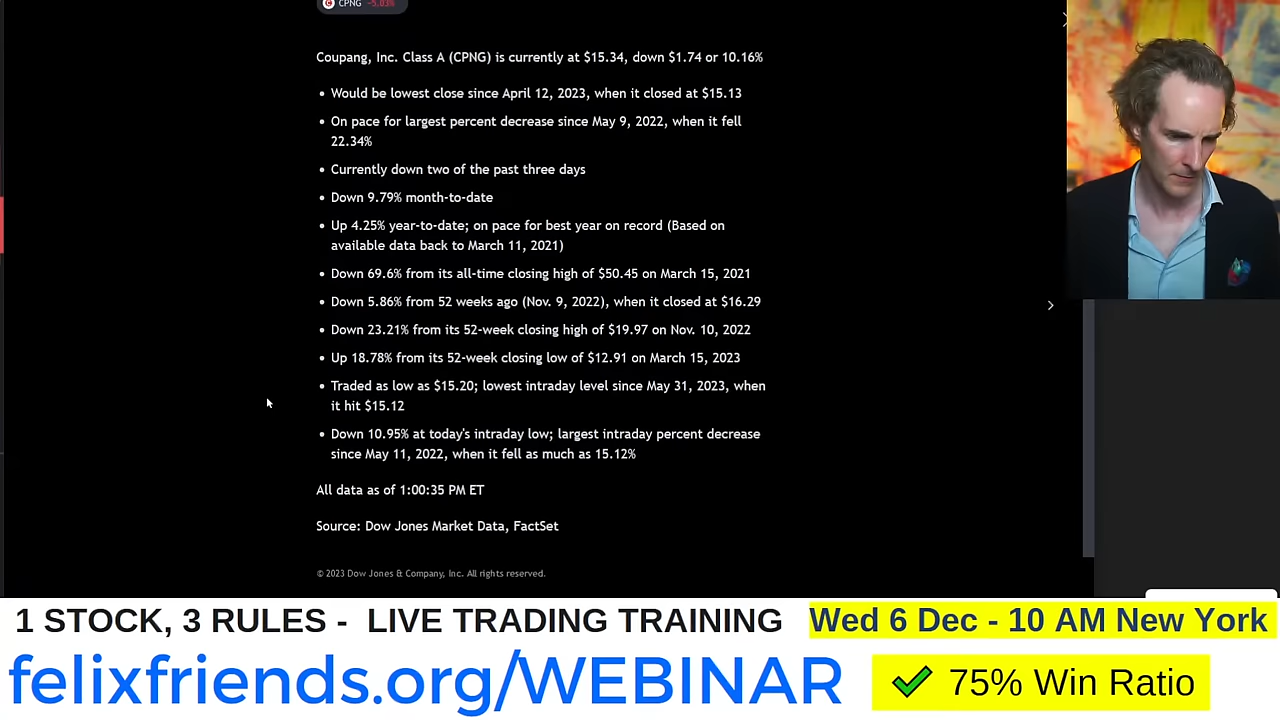 CPNG -5.03%
Coupang, Inc. Class A (CPNG) is currently at $15.34, down $1.74 or 10.16%
• Would be lowest close since April 12, 2023, when it closed at $15.13
• On pace for largest percent decrease since May 9, 2022, when it fell
22.34%
• Currently down two of the past three days
• Down 9.79% month-to-date
• Up 4.25% year-to-date; on pace for best year on record (Based on
available data back to March 11, 2021)
• Down 69.6% from its all-time closing high of $50.45 on March 15, 2021
• Down 5.86% from 52 weeks ago (Nov. 9, 2022), when it closed at $16.29
• Down 23.21% from its 52-week closing high of $19.97 on Nov. 10, 2022
• Up 18.78% from its 52-week closing low of $12.91 on March 15, 2023
• Traded as low as $15.20; lowest intraday level since May 31, 2023, when
it hit $15.12
• Down 10.95% at today's intraday low; largest intraday percent decrease
since May 11, 2022, when it fell as much as 15.12%
All data as of 1:00:35 PM ET
Source: Dow Jones Market Data, FactSet
© 2023 Dow Jones & Company, Inc. All rights reserved.
1 STOCK, 3 RULES - LIVE TRADING TRAINING
Wed 6 Dec - 10 AM New York
felixfriends.org/WEBINAR
75% Win Ratio